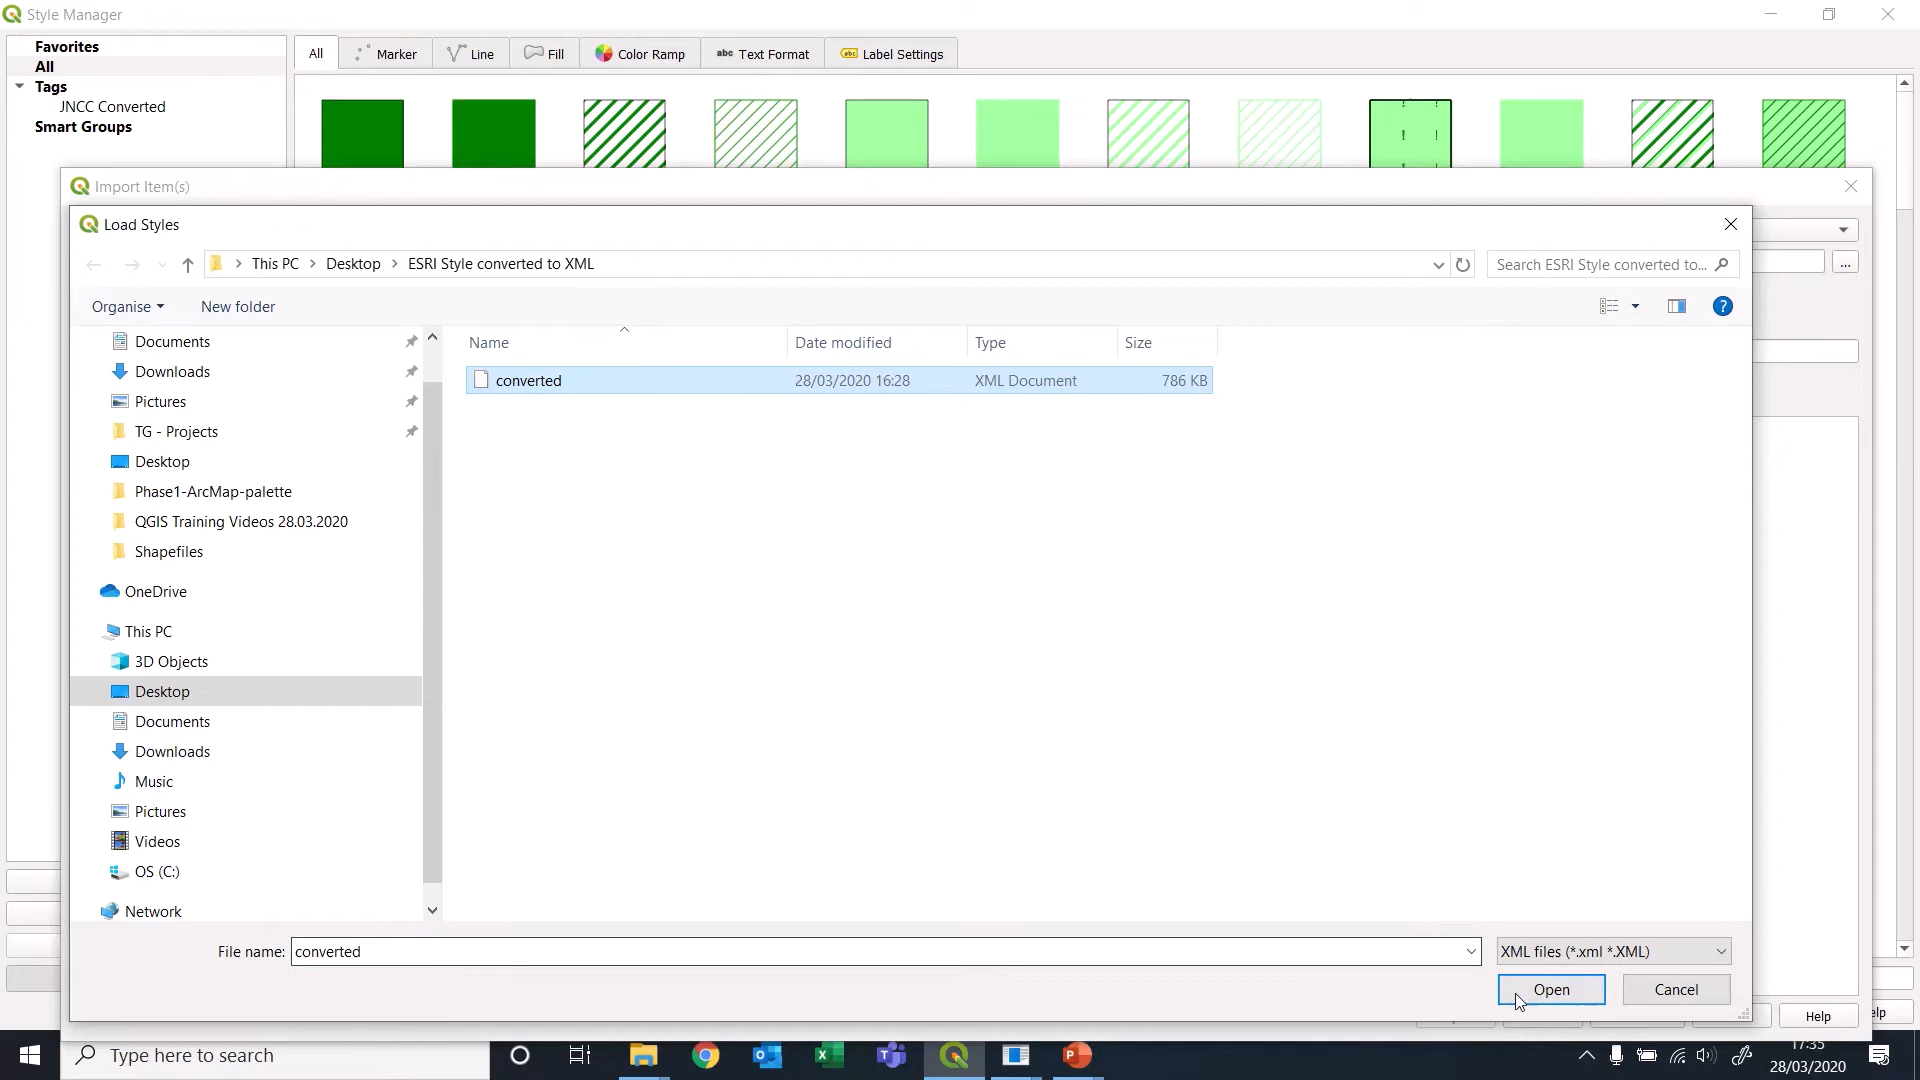 Style Manager
Favorites
All
Tags
JNCC Converted
Smart Groups
All
Marker
Line
Fill
Color Ramp
abc Text Format
abc Label Settings
Import Item(s)
Load Styles
This PC > Desktop > ESRI Style converted to XML
Search ESRI Style converted to...
...
Organise
New folder
Name
Date modified
Type
Size
converted
28/03/2020 16:28
XML Document
786 KB
Documents
Downloads
Pictures
TG - Projects
Desktop
Phase1-ArcMap-palette
QGIS Training Videos 28.03.2020
Shapefiles
OneDrive
This PC
3D Objects
Desktop
Documents
Downloads
Music
Pictures
Videos
OS (C:)
Network
File name: converted
XML files (*.xml *.XML)
Open
Cancel
Help
elp
Type here to search
17:35
28/03/2020